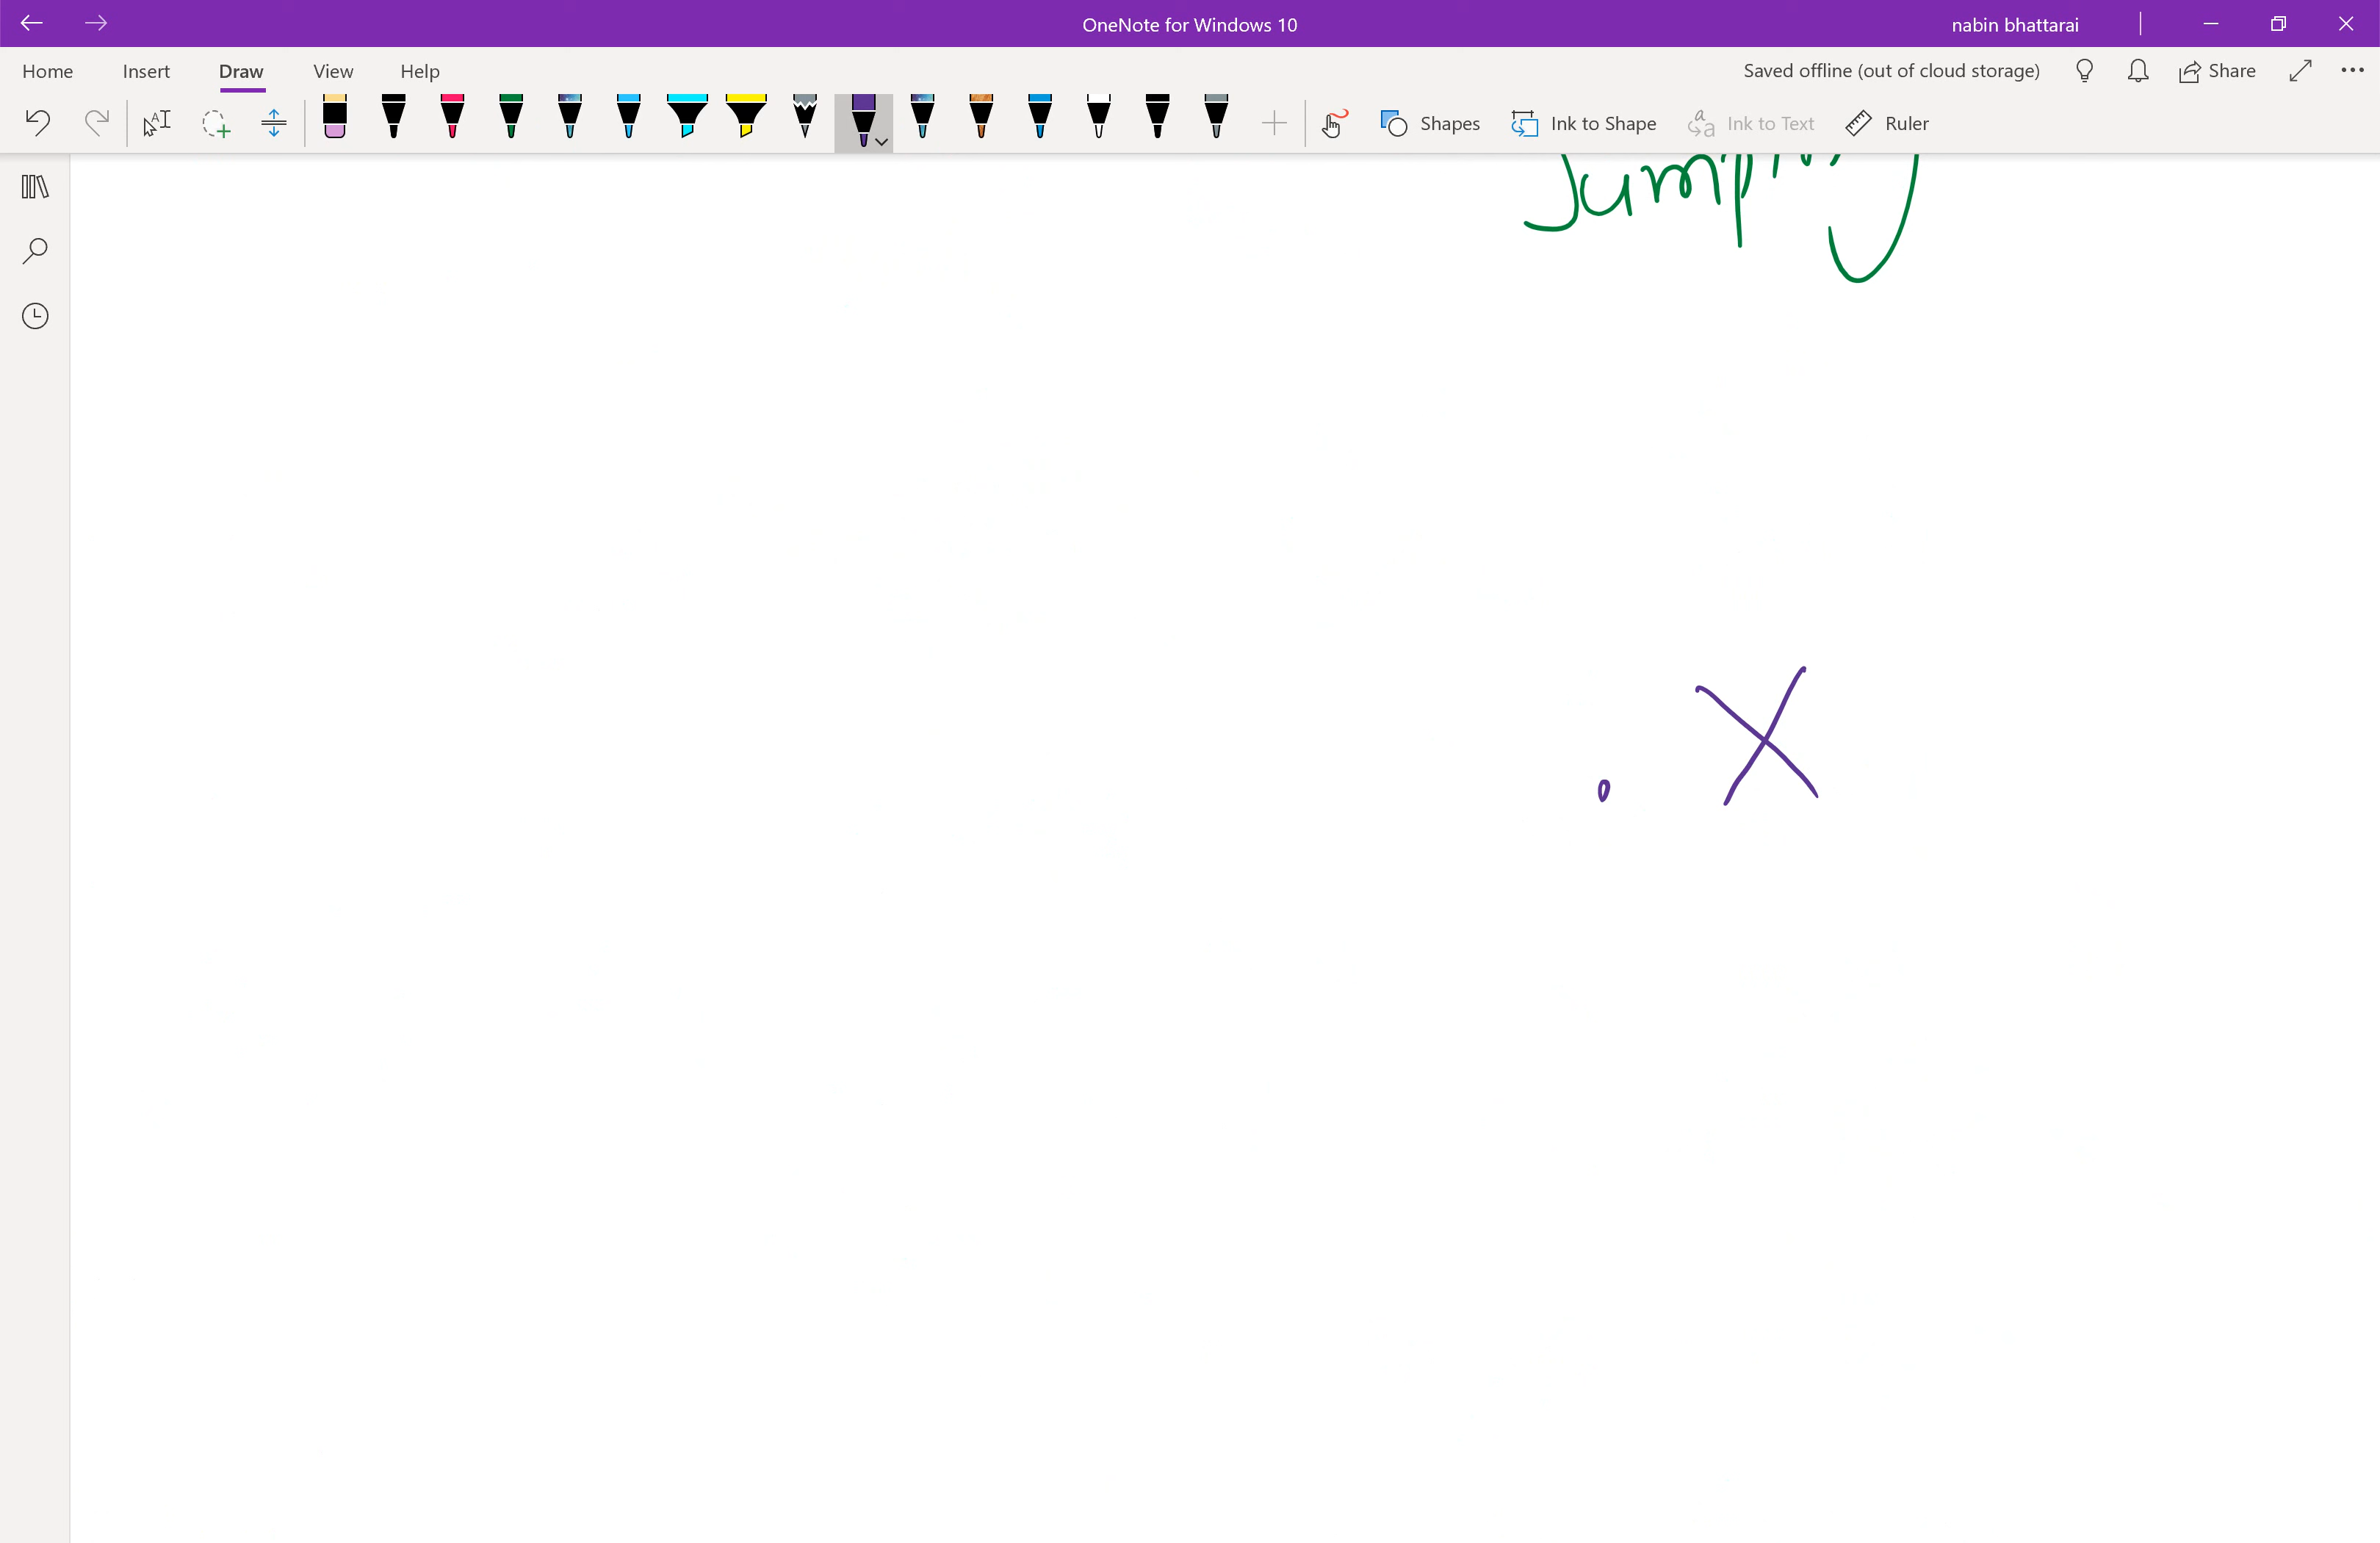 OneNote for Windows 10
nabin bhattarai
Home Insert Draw View Help
Saved offline (out of cloud storage) Share
Shapes Ink to Shape Ink to Text Ruler
Jumping
. X